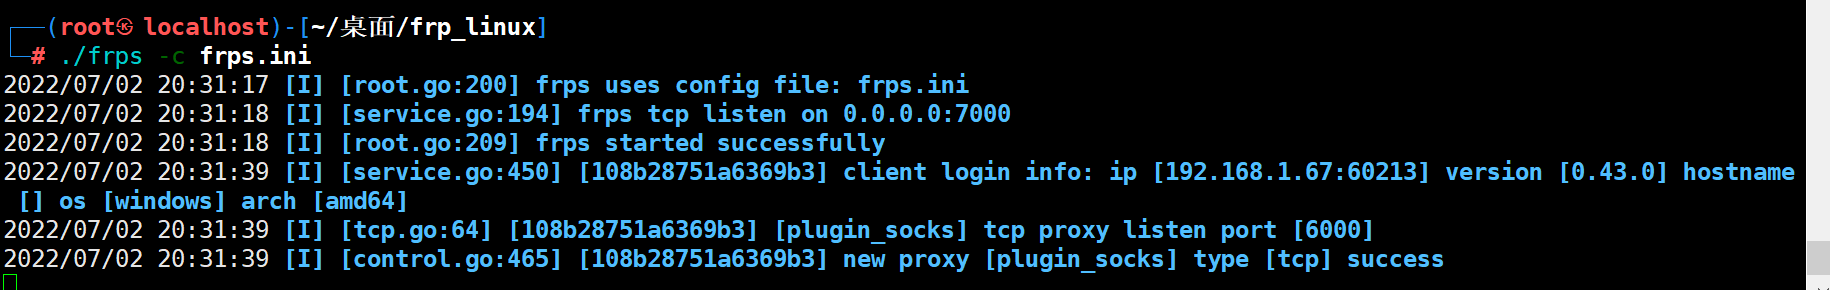 ┌──(root㉿ localhost)-[~/桌面/frp_linux]
└─# ./frps -c frps.ini
2022/07/02 20:31:17 [I] [root.go:200] frps uses config file: frps.ini
2022/07/02 20:31:18 [I] [service.go:194] frps tcp listen on 0.0.0.0:7000
2022/07/02 20:31:18 [I] [root.go:209] frps started successfully
2022/07/02 20:31:39 [I] [service.go:450] [108b28751a6369b3] client login info: ip [192.168.1.67:60213] version [0.43.0] hostname
[] os [windows] arch [amd64]
2022/07/02 20:31:39 [I] [tcp.go:64] [108b28751a6369b3] [plugin_socks] tcp proxy listen port [6000]
2022/07/02 20:31:39 [I] [control.go:465] [108b28751a6369b3] new proxy [plugin_socks] type [tcp] success